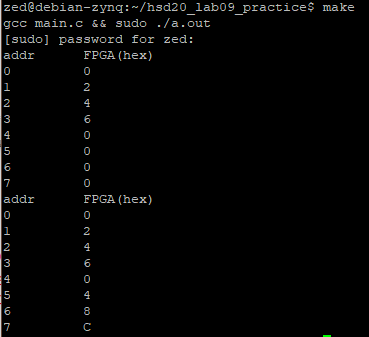 zed@debian-zynq:~/hsd20_lab09_practice$ make
gcc main.c && sudo ./a.out
[sudo] password for zed:
addr FPGA(hex)
0 0
1 2
2 4
3 6
4 0
5 0
6 0
7 0
addr FPGA(hex)
0 0
1 2
2 4
3 6
4 0
5 4
6 8
7 C